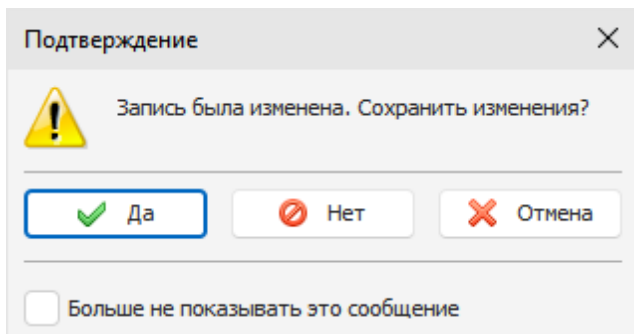 Подтверждение
Запись была изменена. Сохранить изменения?
Да Нет Отмена
Больше не показывать это сообщение